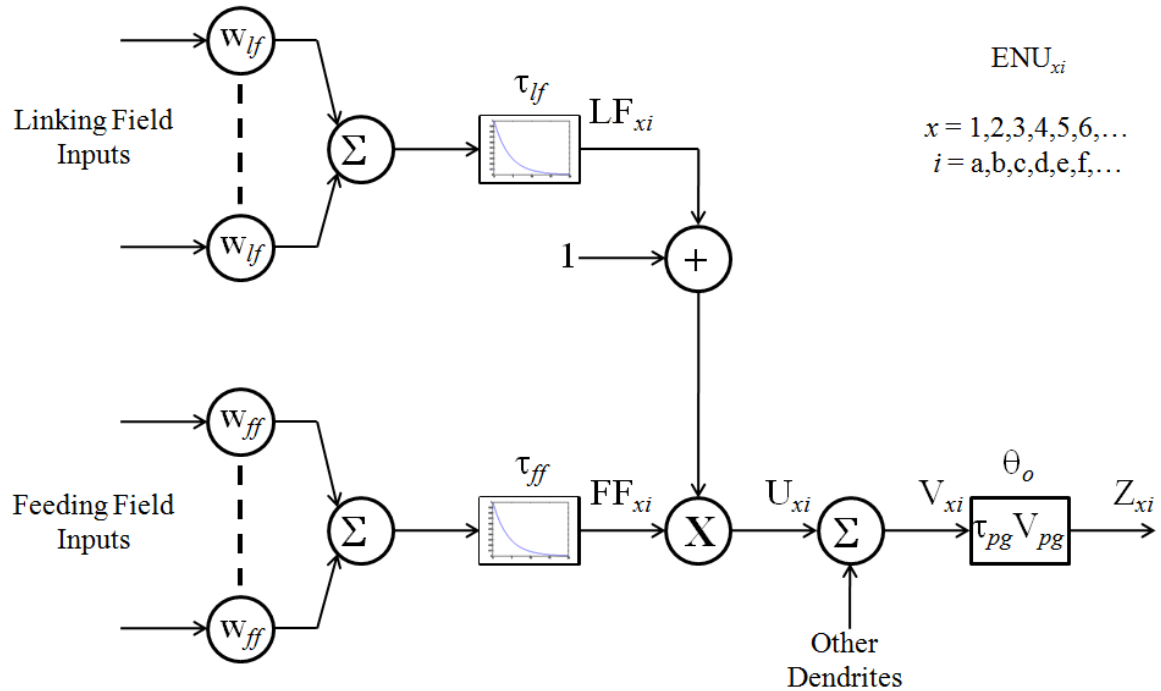 w_lf
τ_lf
LF_xi
ENU_xi
Linking Field
Inputs
Σ
x = 1,2,3,4,5,6,…
i = a,b,c,d,e,f,…
w_lf
1
+
w_ff
τ_ff
FF_xi
U_xi
V_xi
θ_o
Z_xi
Feeding Field
Inputs
Σ
X
Σ
τ_pg V_pg
w_ff
Other
Dendrites